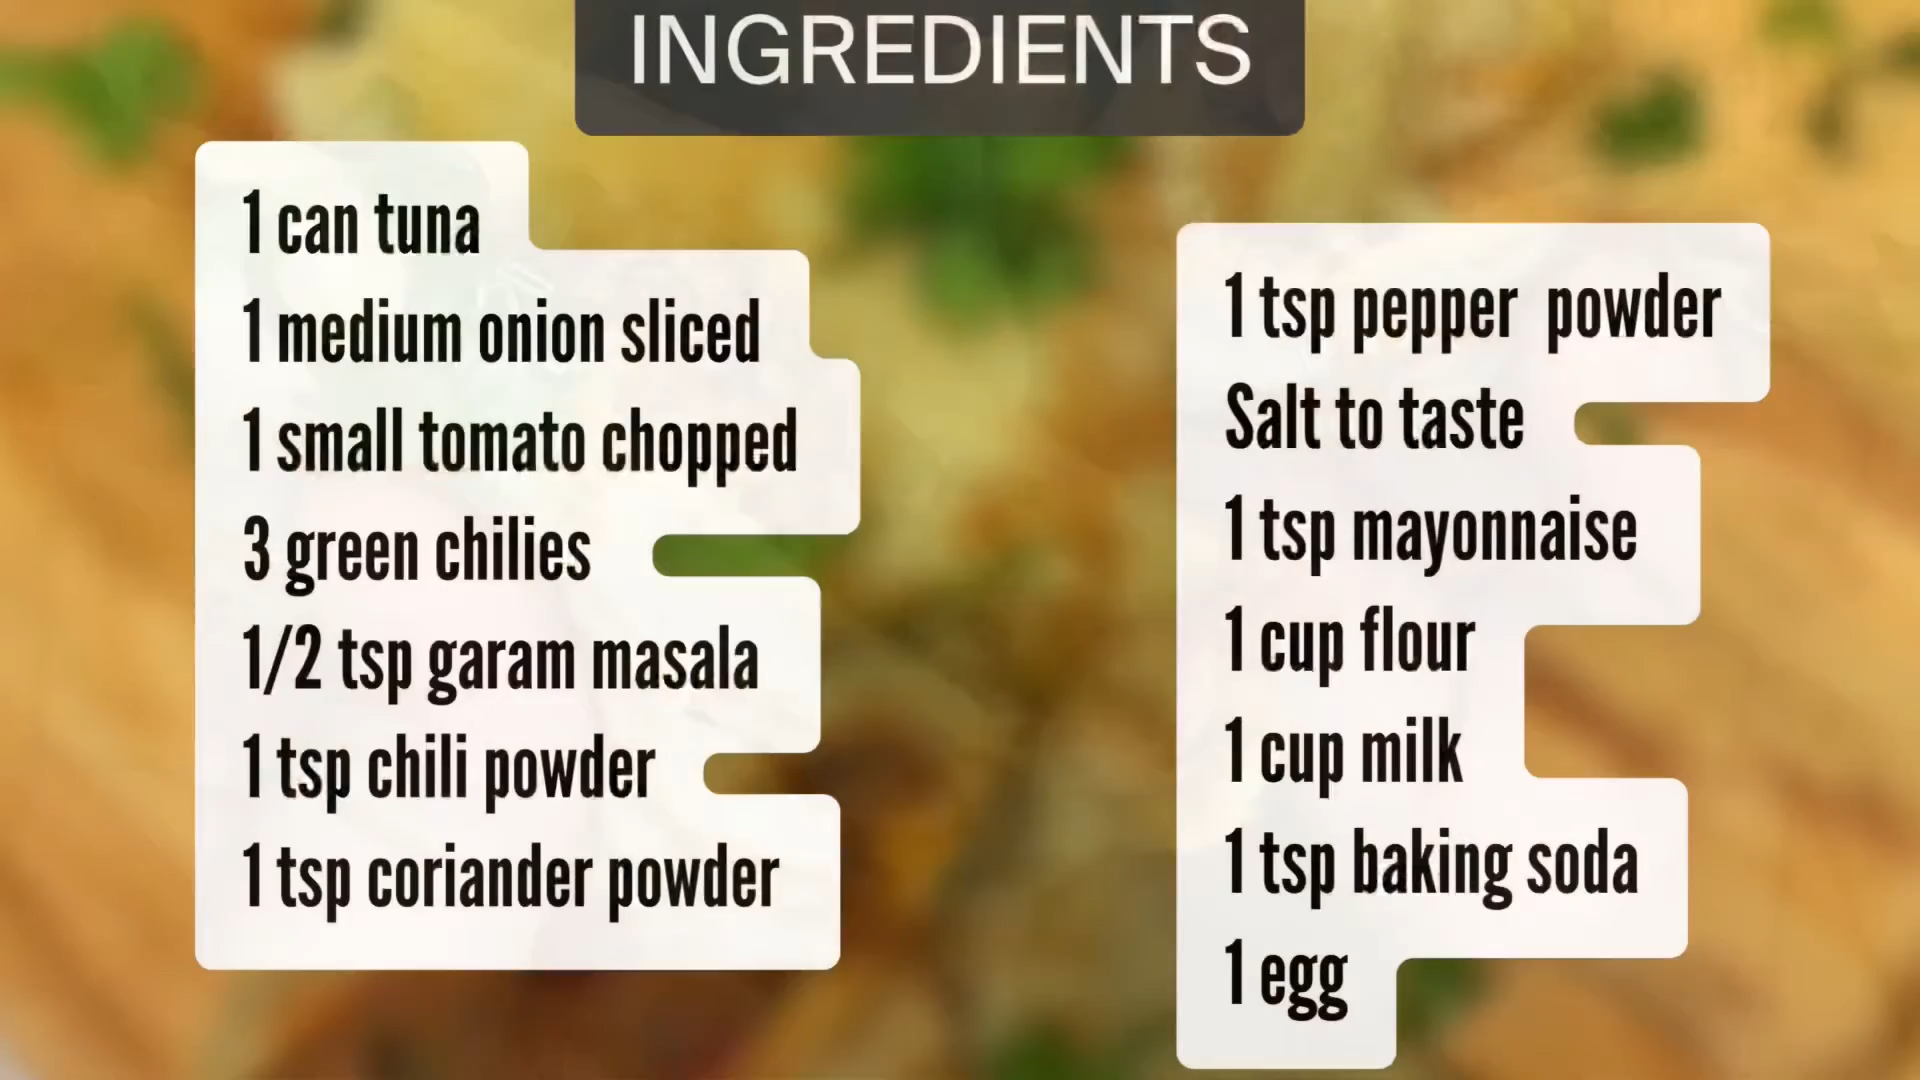 INGREDIENTS
1 can tuna
1 medium onion sliced
1 small tomato chopped
3 green chilies
1/2 tsp garam masala
1 tsp chili powder
1 tsp coriander powder
1 tsp pepper powder
Salt to taste
1 tsp mayonnaise
1 cup flour
1 cup milk
1 tsp baking soda
1 egg